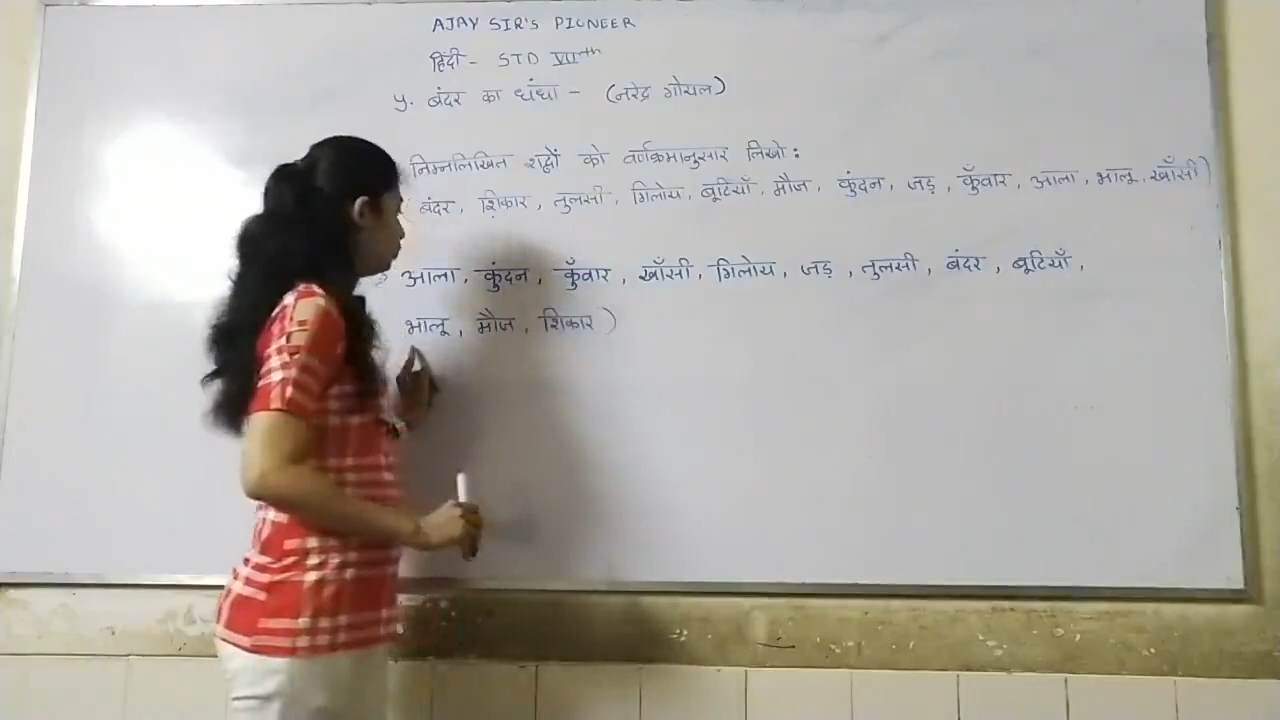 AJAY SIR'S PIONEER
हिंदी - STD VIIth
५. बंदर का धंधा - (नरेंद्र गोयल)
निम्नलिखित शब्दों को वर्णक्रमानुसार लिखो :
बंदर, शिकार, तुलसी, गिलोय, बूटियाँ, मौज, कुंदन, जड़, कुँवार, आला, भालू, खाँसी)
आला, कुंदन, कुँवार, खाँसी, गिलोय, जड़, तुलसी, बंदर, बूटियाँ,
भालू, मौज, शिकार)